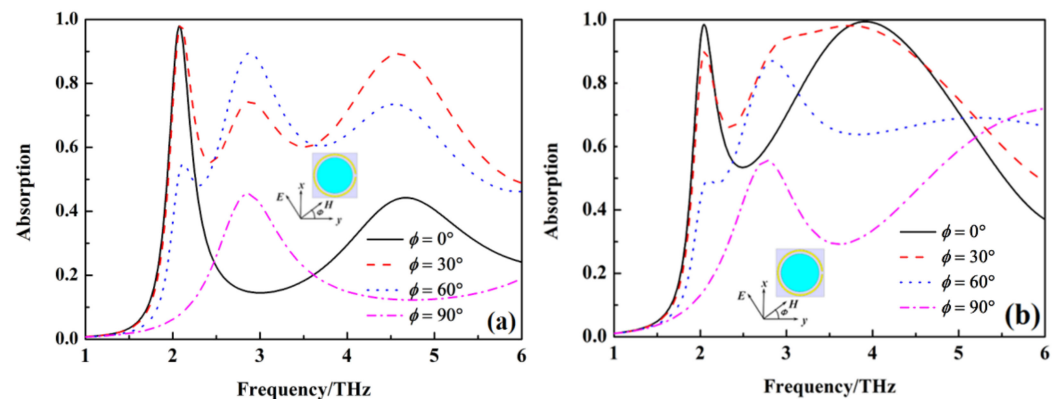 1.0
0.8
0.6
0.4
0.2
0.0
Absorption
x
E
H
Φ
y
ϕ = 0°
ϕ = 30°
ϕ = 60°
ϕ = 90°
(a)
1 2 3 4 5 6
Frequency/THz
1.0
0.8
0.6
0.4
0.2
0.0
Absorption
x
E
H
Φ
y
ϕ = 0°
ϕ = 30°
ϕ = 60°
ϕ = 90°
(b)
1 2 3 4 5 6
Frequency/THz